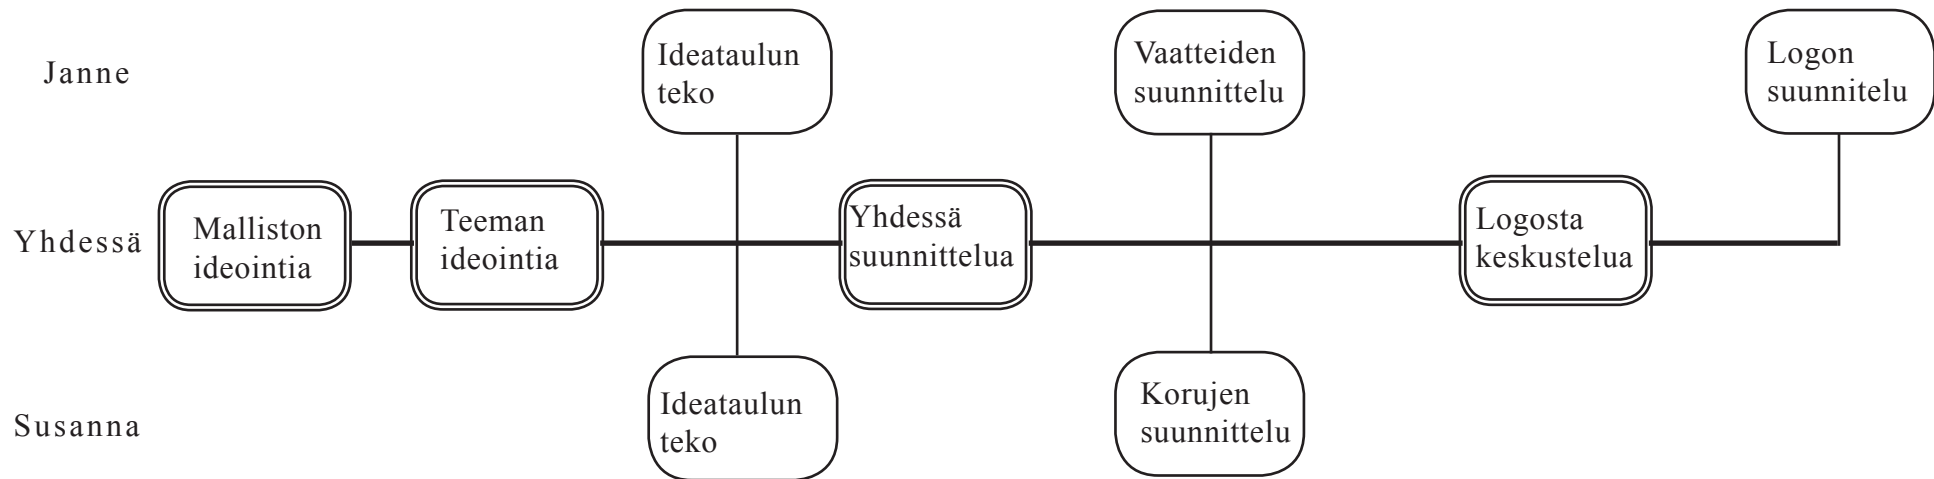 Janne
Ideataulun
teko
Vaatteiden
suunnittelu
Logon
suunnitelu
Yhdessä
Malliston
ideointia
Teeman
ideointia
Yhdessä
suunnittelua
Logosta
keskustelua
Susanna
Ideataulun
teko
Korujen
suunnittelu